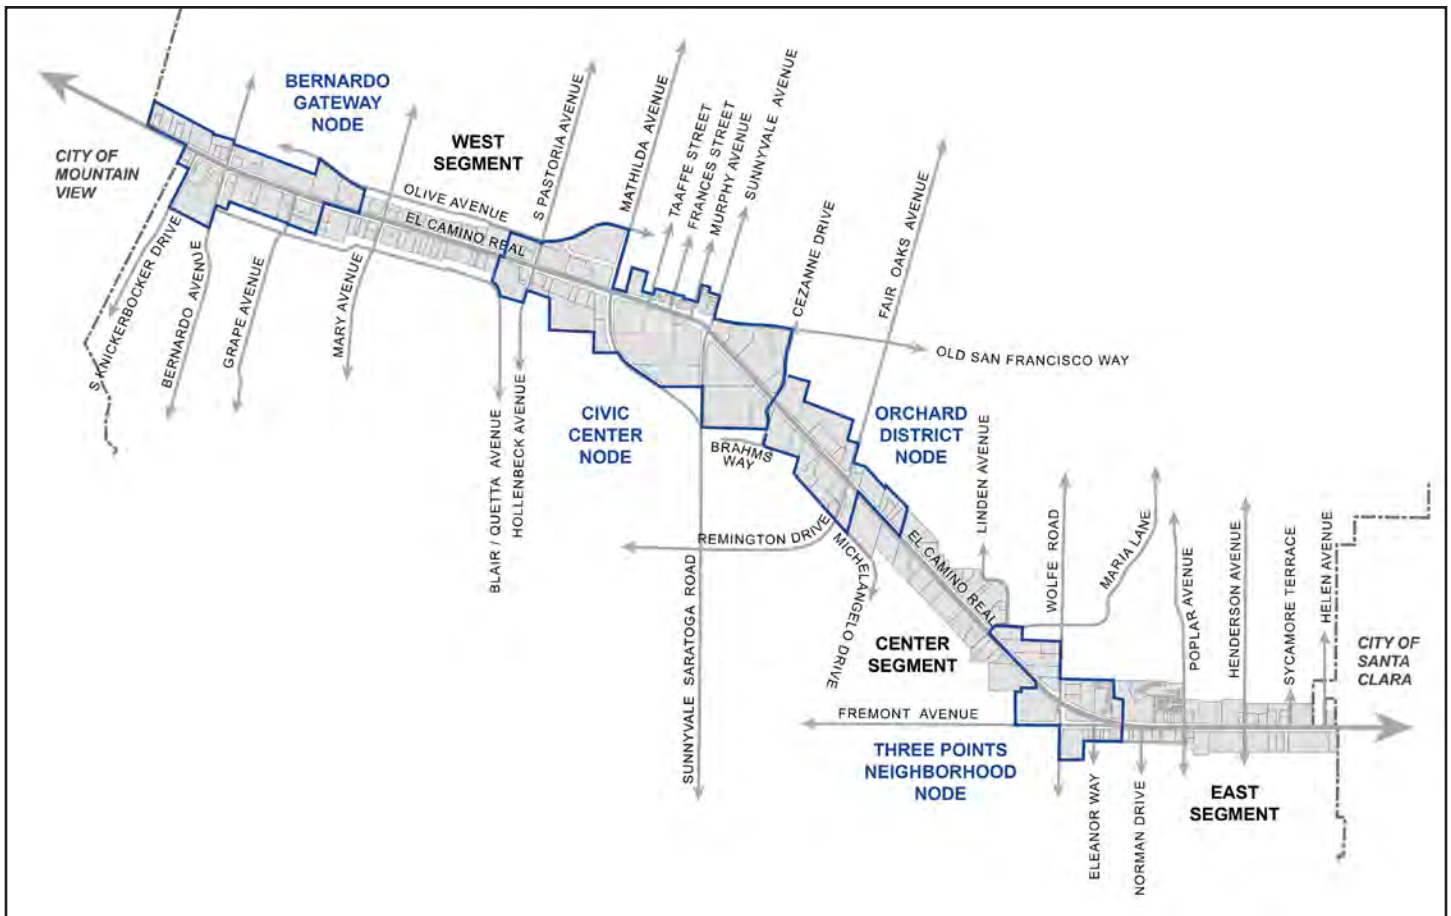 BERNARDO
GATEWAY
NODE
CITY OF
MOUNTAIN
VIEW
WEST
SEGMENT
S PASTORIA AVENUE
MATHILDA AVENUE
TAAFFE STREET
FRANCES STREET
MURPHY AVENUE
SUNNYVALE AVENUE
OLIVE AVENUE
EL CAMINO REAL
CEZANNE DRIVE
FAIR OAKS AVENUE
OLD SAN FRANCISCO WAY
S KNICKERBOCKER DRIVE
BERNARDO AVENUE
GRAPE AVENUE
MARY AVENUE
BLAIR / QUETTA AVENUE
HOLLENBECK AVENUE
CIVIC
CENTER
NODE
BRAHMS
WAY
ORCHARD
DISTRICT
NODE
LINDEN AVENUE
WOLFE ROAD
MARIA LANE
POPLAR AVENUE
HENDERSON AVENUE
SYCAMORE TERRACE
HELEN AVENUE
REMINGTON DRIVE
MICHELANGELO DRIVE
EL CAMINO REAL
SUNNYVALE SARATOGA ROAD
CENTER
SEGMENT
CITY OF
SANTA
CLARA
FREMONT AVENUE
THREE POINTS
NEIGHBORHOOD
NODE
ELEANOR WAY
NORMAN DRIVE
EAST
SEGMENT